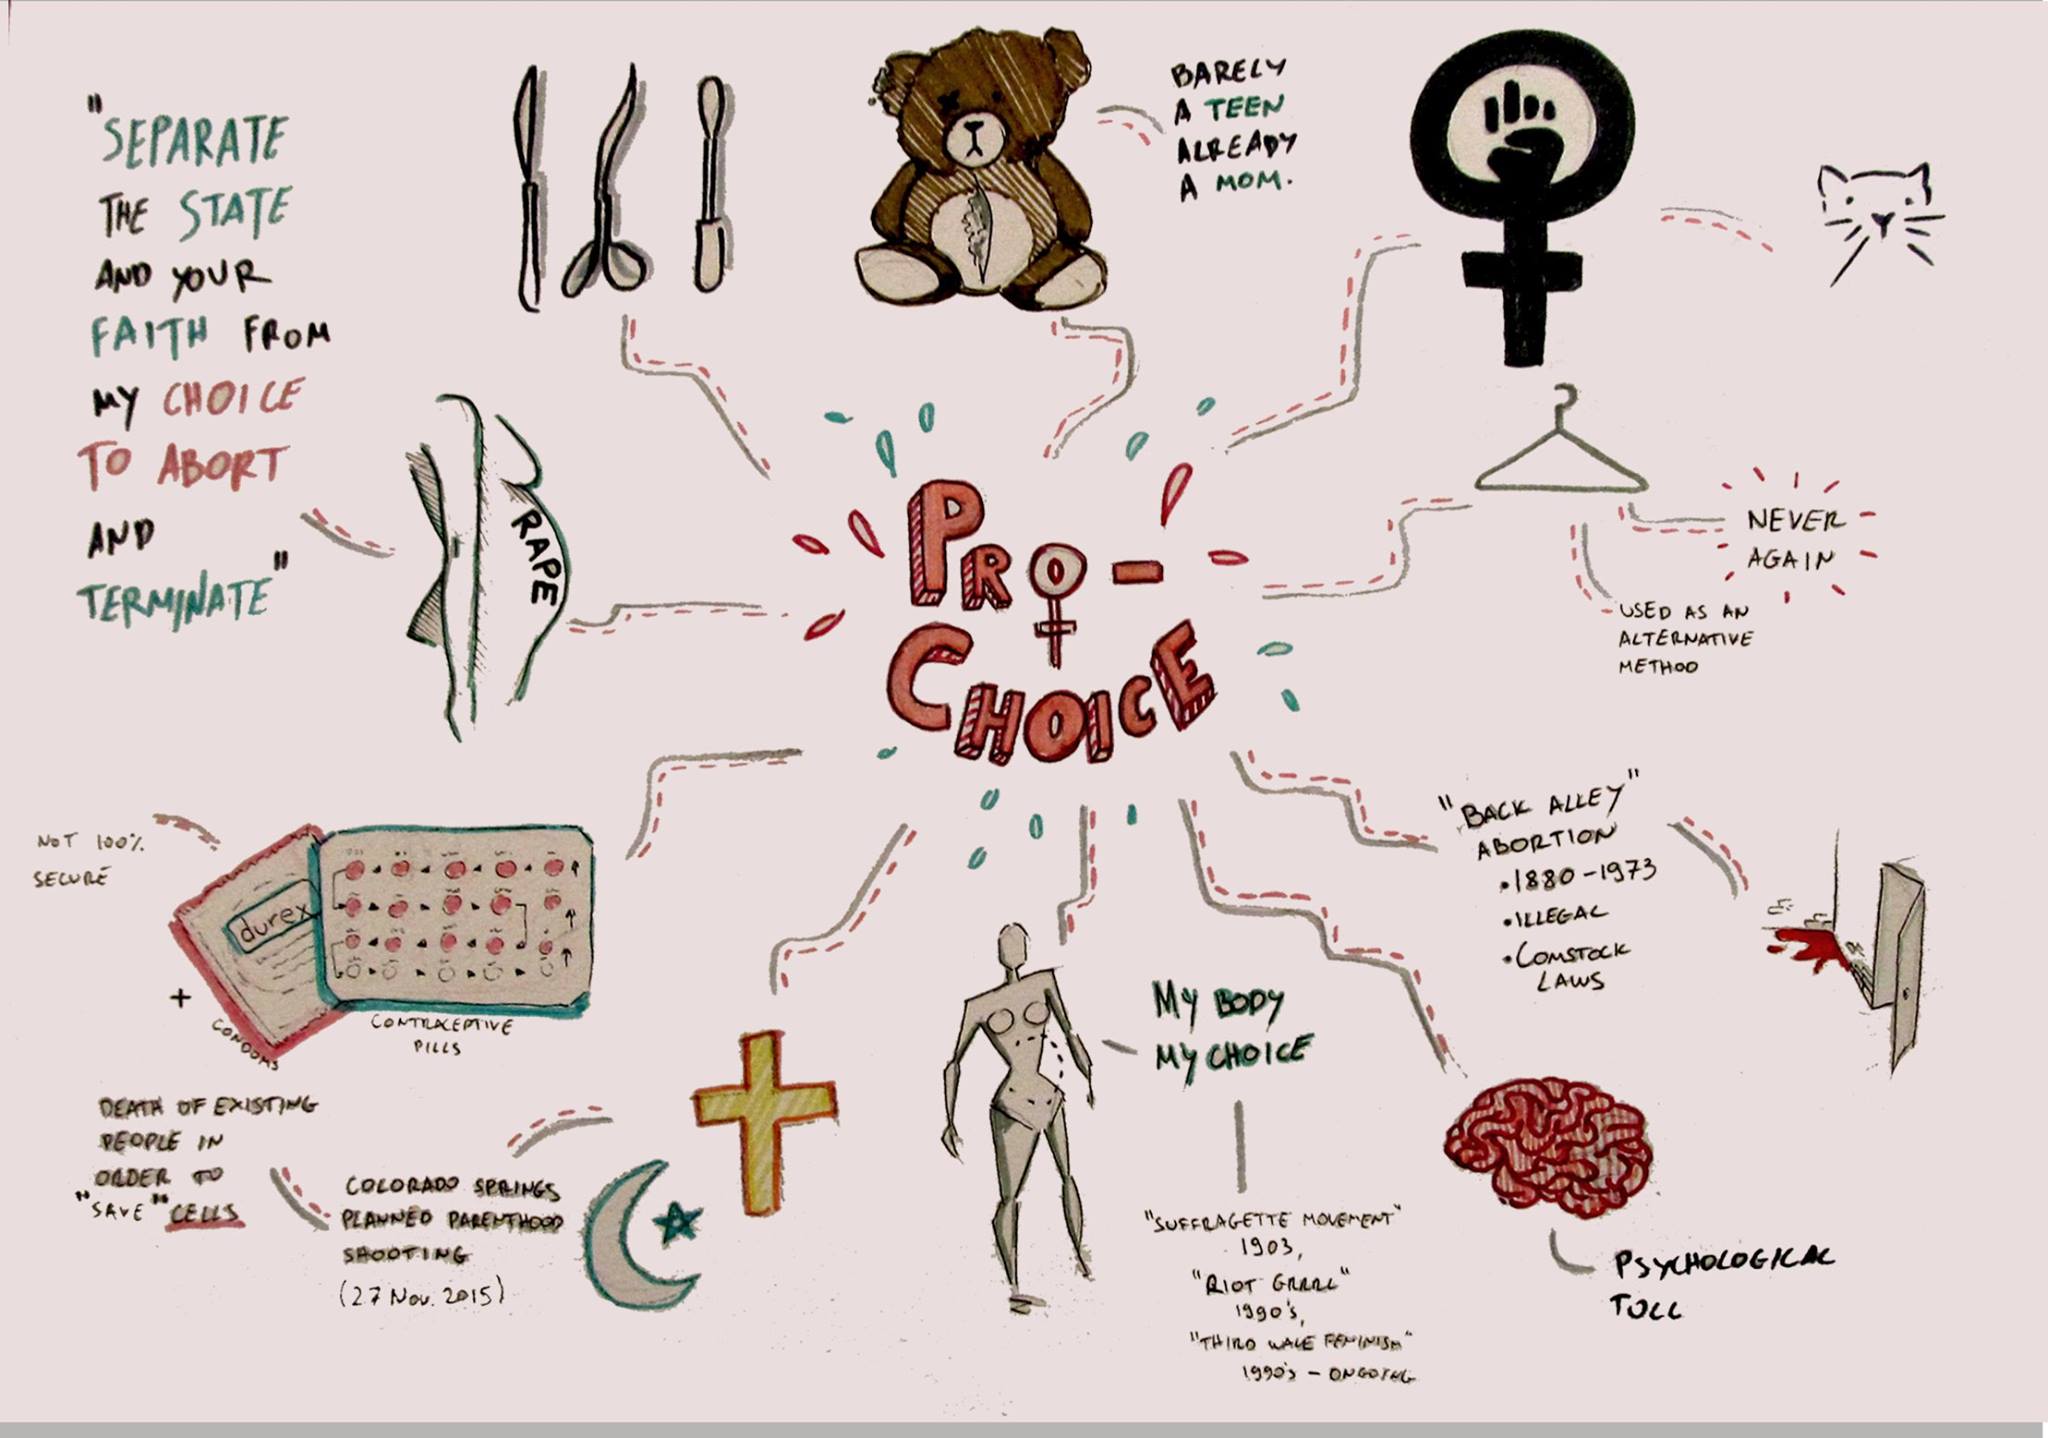 "SEPARATE
THE STATE
AND YOUR
FAITH FROM
MY CHOICE
TO ABORT
AND
TERMINATE"
BARELY
A TEEN
ALREADY
A MOM.
RAPE
PRO-
CHOICE
NEVER
AGAIN
USED AS AN
ALTERNATIVE
METHOD
"BACK ALLEY"
ABORTION
•1880-1973
•ILLEGAL
•COMSTOCK
LAWS
NOT 100%
SECURE
durex
+
CONDOMS
CONTRACEPTIVE
PILLS
DEATH OF EXISTING
PEOPLE IN
ORDER TO
"SAVE" CELLS
COLORADO SPRINGS
PLANNED PARENTHOOD
SHOOTING
(27 Nov. 2015)
MY BODY
MY CHOICE
"SUFFRAGETTE MOVEMENT"
1903,
"RIOT GRRRL"
1990's,
"THIRD WAVE FEMINISM"
1990's - ONGOING
PSYCHOLOGICAL
TOLL